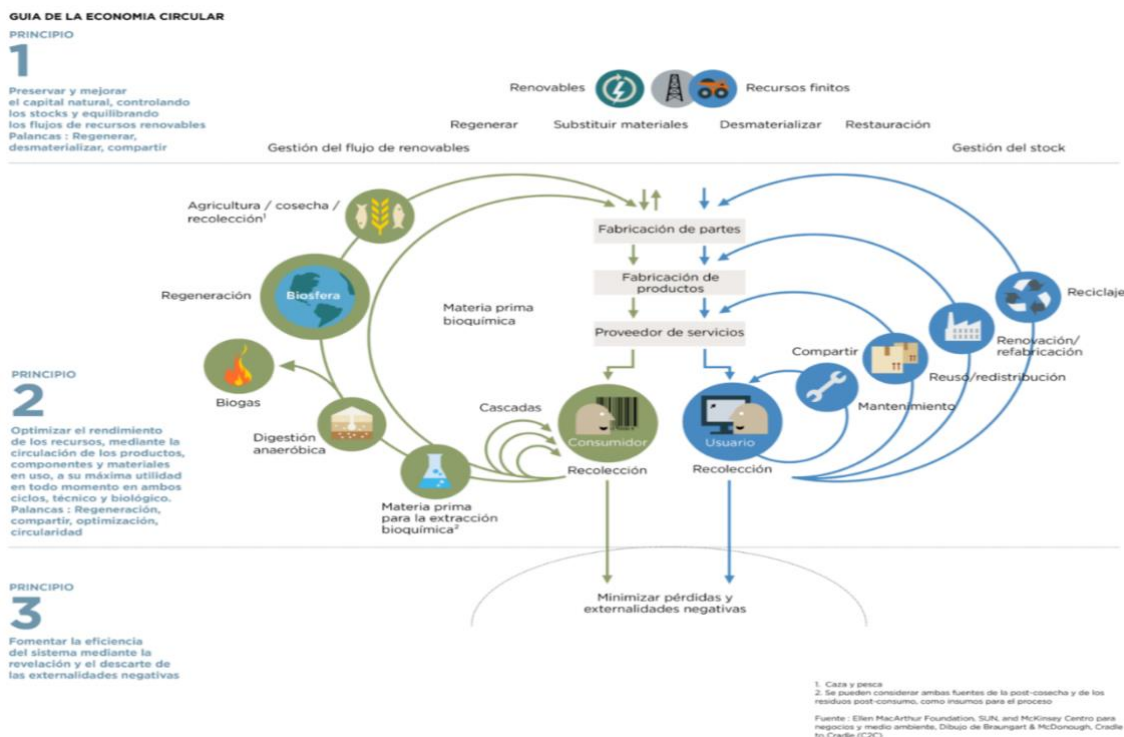 GUIA DE LA ECONOMIA CIRCULAR
PRINCIPIO
1
Preservar y mejorar
el capital natural, controlando
los stocks y equilibrando
los flujos de recursos renovables
Palancas : Regenerar,
desmaterializar, compartir
Renovables
Recursos finitos
Regenerar
Substituir materiales
Desmaterializar
Restauración
Gestión del flujo de renovables
Gestión del stock
Agricultura / cosecha /
recolección¹
Fabricación de partes
Regeneración
Biosfera
Fabricación de
productos
Reciclaje
Materia prima
bioquímica
Proveedor de servicios
Renovación/
refabricación
Compartir
Reuso/redistribución
Mantenimiento
Biogas
PRINCIPIO
2
Optimizar el rendimiento
de los recursos, mediante la
circulación de los productos,
componentes y materiales
en uso, a su máxima utilidad
en todo momento en ambos
ciclos, técnico y biológico.
Palancas : Regeneración,
compartir, optimización,
circularidad
Cascadas
Digestión
anaeróbica
Consumidor
Usuario
Recolección
Recolección
Materia prima
para la extracción
bioquímica²
PRINCIPIO
3
Fomentar la eficiencia
del sistema mediante la
revelación y el descarte de
las externalidades negativas
Minimizar pérdidas y
externalidades negativas
1. Caza y pesca
2. Se pueden considerar ambas fuentes de la post-cosecha y de los
residuos post-consumo, como insumos para el proceso
Fuente : Ellen MacArthur Foundation, SUN, and McKinsey Centro para
negocios y medio ambiente, Dibujo de Braungart & McDonough, Cradle
to Cradle (C2C)